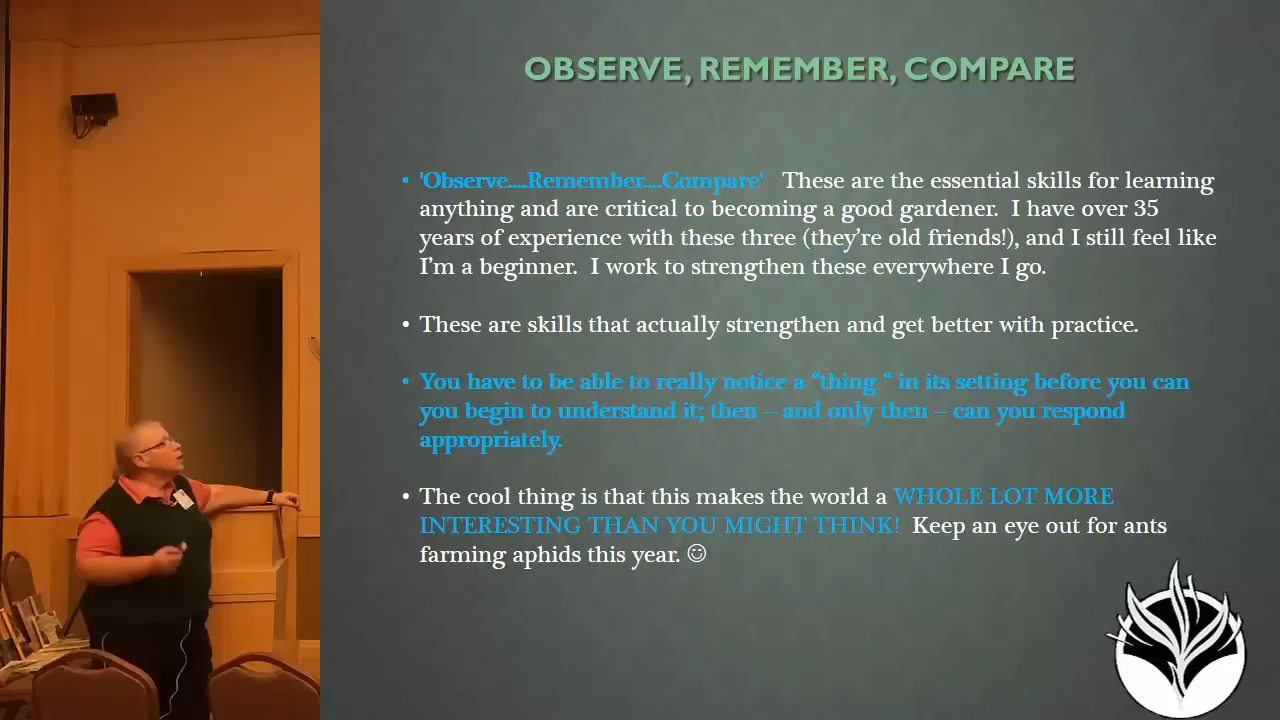 OBSERVE, REMEMBER, COMPARE
• 'Observe....Remember....Compare'   These are the essential skills for learning
anything and are critical to becoming a good gardener.  I have over 35
years of experience with these three (they're old friends!), and I still feel like
I'm a beginner.  I work to strengthen these everywhere I go.
• These are skills that actually strengthen and get better with practice.
• You have to be able to really notice a “thing “ in its setting before you can
you begin to understand it; then – and only then – can you respond
appropriately.
• The cool thing is that this makes the world a WHOLE LOT MORE
INTERESTING THAN YOU MIGHT THINK!  Keep an eye out for ants
farming aphids this year. ☺